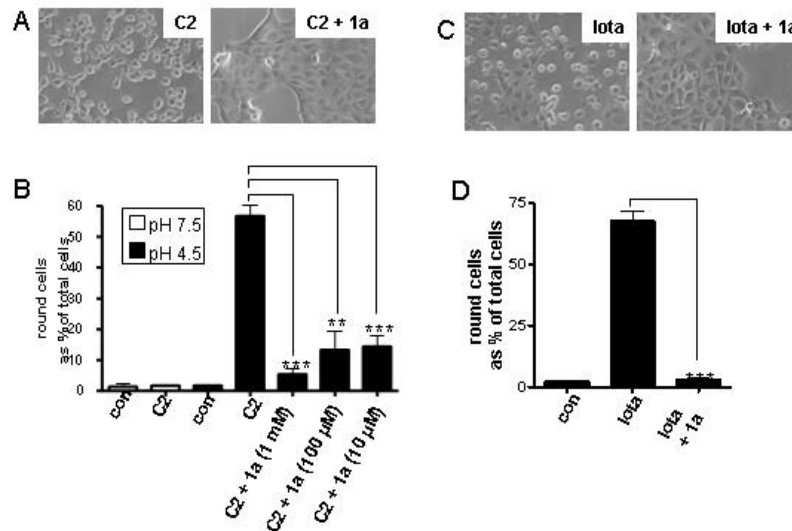 A
C2
C2 + 1a
C
Iota
Iota + 1a
B
round cells
as % of total cells
60
50
40
30
20
10
0
pH 7.5
pH 4.5
***
**
***
con
C2
con
C2
C2 + 1a (1 mM)
C2 + 1a (100 µM)
C2 + 1a (10 µM)
D
round cells
as % of total cells
75
50
25
0
***
con
Iota
Iota
+ 1a